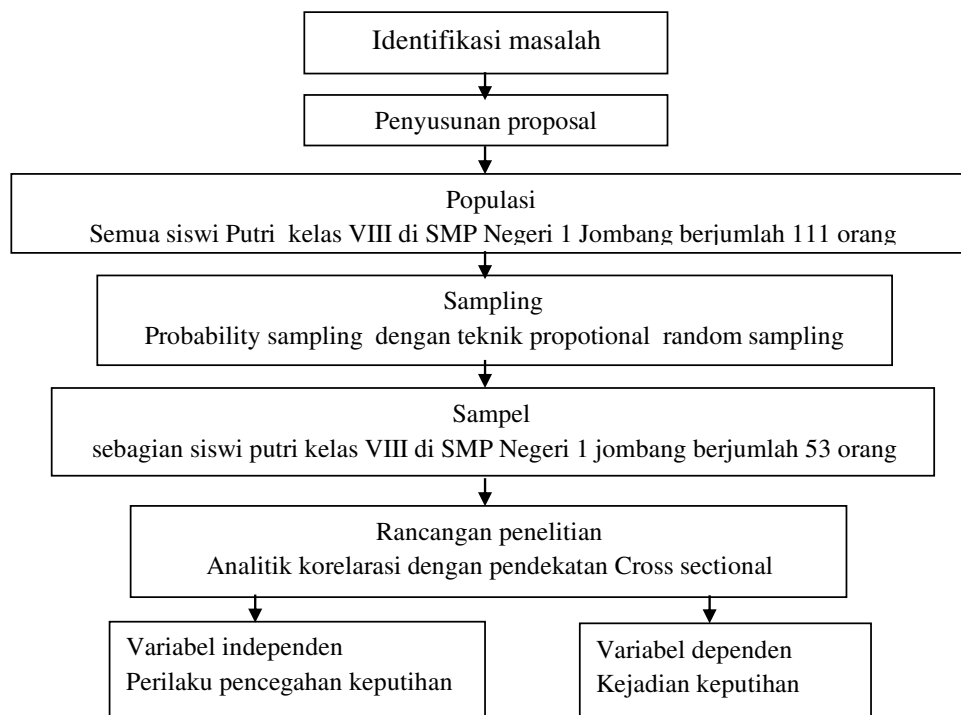 Identifikasi masalah
Penyusunan proposal
Populasi
Semua siswi Putri kelas VIII di SMP Negeri 1 Jombang berjumlah 111 orang
Sampling
Probability sampling dengan teknik propotional random sampling
Sampel
sebagian siswi putri kelas VIII di SMP Negeri 1 jombang berjumlah 53 orang
Rancangan penelitian
Analitik korelarasi dengan pendekatan Cross sectional
Variabel independen
Perilaku pencegahan keputihan
Variabel dependen
Kejadian keputihan